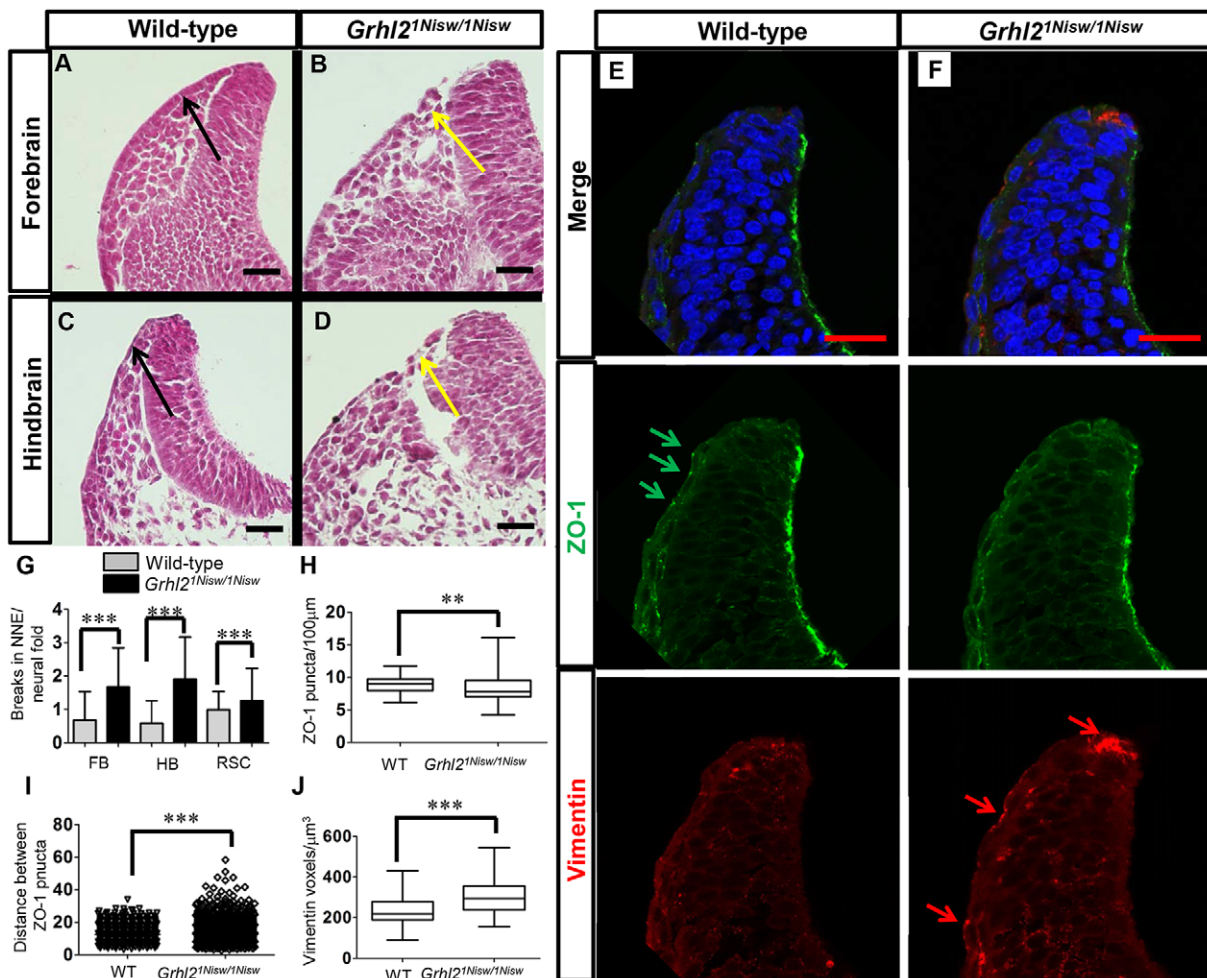 Wild-type
Grhl2 1Nisw/1Nisw
Forebrain
A
B
Hindbrain
C
D
G
Wild-type
Grhl2 1Nisw/1Nisw
Breaks in NNE/
neural fold
4
3
2
1
0
***
***
***
FB
HB
RSC
H
ZO-1 puncta/100μm
20
15
10
5
0
**
WT
Grhl2 1Nisw/1Nisw
I
Distance between
ZO-1 pnucta
80
60
40
20
0
***
WT
Grhl2 1Nisw/1Nisw
J
Vimentin voxels/μm³
600
400
200
0
***
WT
Grhl2 1Nisw/1Nisw
Wild-type
Grhl2 1Nisw/1Nisw
Merge
E
F
ZO-1
Vimentin